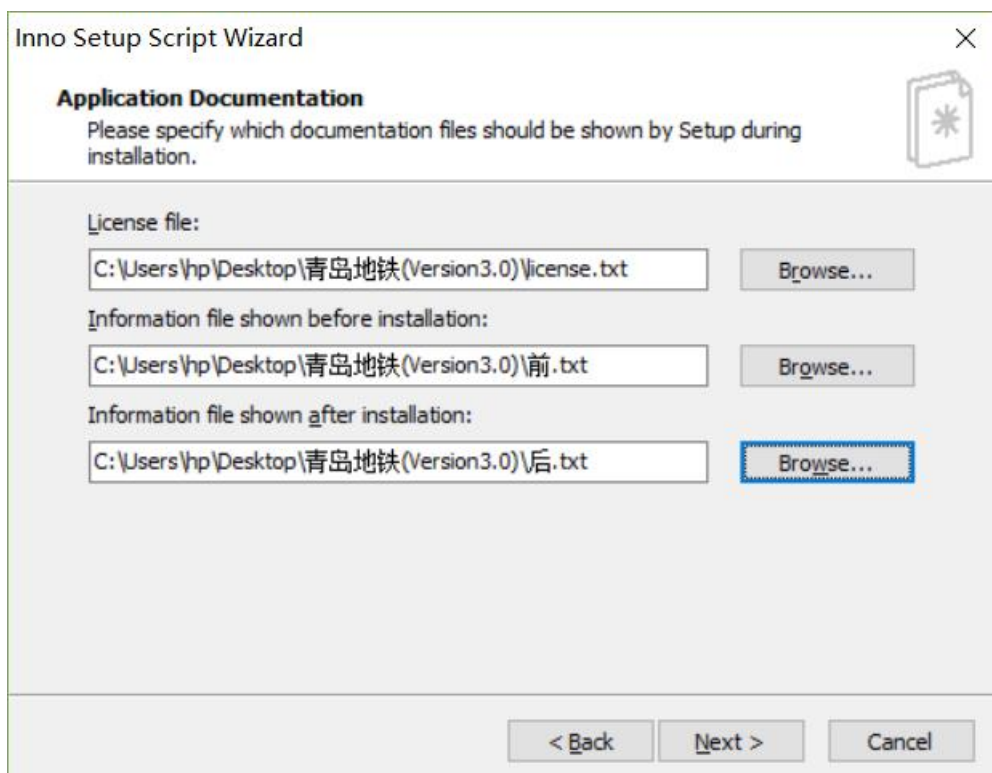 Inno Setup Script Wizard
Application Documentation
Please specify which documentation files should be shown by Setup during
installation.
License file:
C:\Users\hp\Desktop\青岛地铁(Version3.0)\license.txt
Browse...
Information file shown before installation:
C:\Users\hp\Desktop\青岛地铁(Version3.0)\前.txt
Browse...
Information file shown after installation:
C:\Users\hp\Desktop\青岛地铁(Version3.0)\后.txt
Browse...
< Back
Next >
Cancel